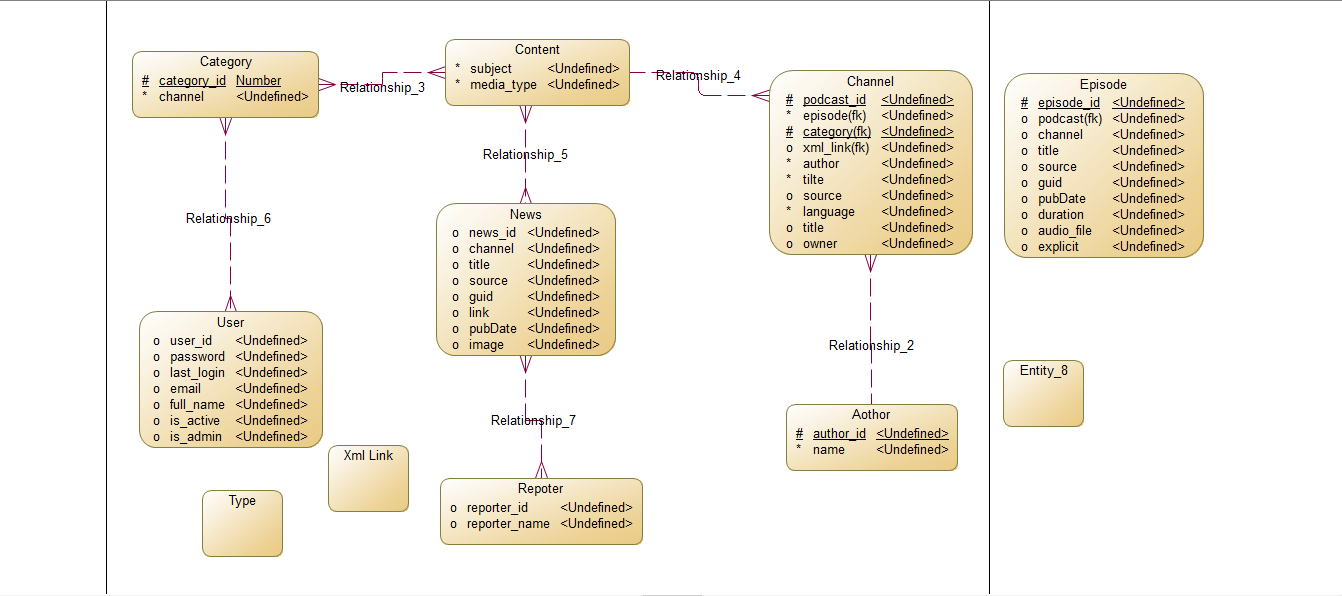 Category
# category_id Number
* channel <Undefined>
Relationship_3
Content
* subject <Undefined>
* media_type <Undefined>
Relationship_4
Channel
# podcast_id <Undefined>
* episode(fk) <Undefined>
# category(fk) <Undefined>
o xml_link(fk) <Undefined>
* author <Undefined>
* tilte <Undefined>
o source <Undefined>
* language <Undefined>
o title <Undefined>
o owner <Undefined>
Episode
# episode_id <Undefined>
o podcast(fk) <Undefined>
o channel <Undefined>
o title <Undefined>
o source <Undefined>
o guid <Undefined>
o pubDate <Undefined>
o duration <Undefined>
o audio_file <Undefined>
o explicit <Undefined>
Relationship_5
Relationship_6
News
o news_id <Undefined>
o channel <Undefined>
o title <Undefined>
o source <Undefined>
o guid <Undefined>
o link <Undefined>
o pubDate <Undefined>
o image <Undefined>
User
o user_id <Undefined>
o password <Undefined>
o last_login <Undefined>
o email <Undefined>
o full_name <Undefined>
o is_active <Undefined>
o is_admin <Undefined>
Relationship_2
Entity_8
Aothor
# author_id <Undefined>
* name <Undefined>
Relationship_7
Xml Link
Type
Repoter
o reporter_id <Undefined>
o reporter_name <Undefined>